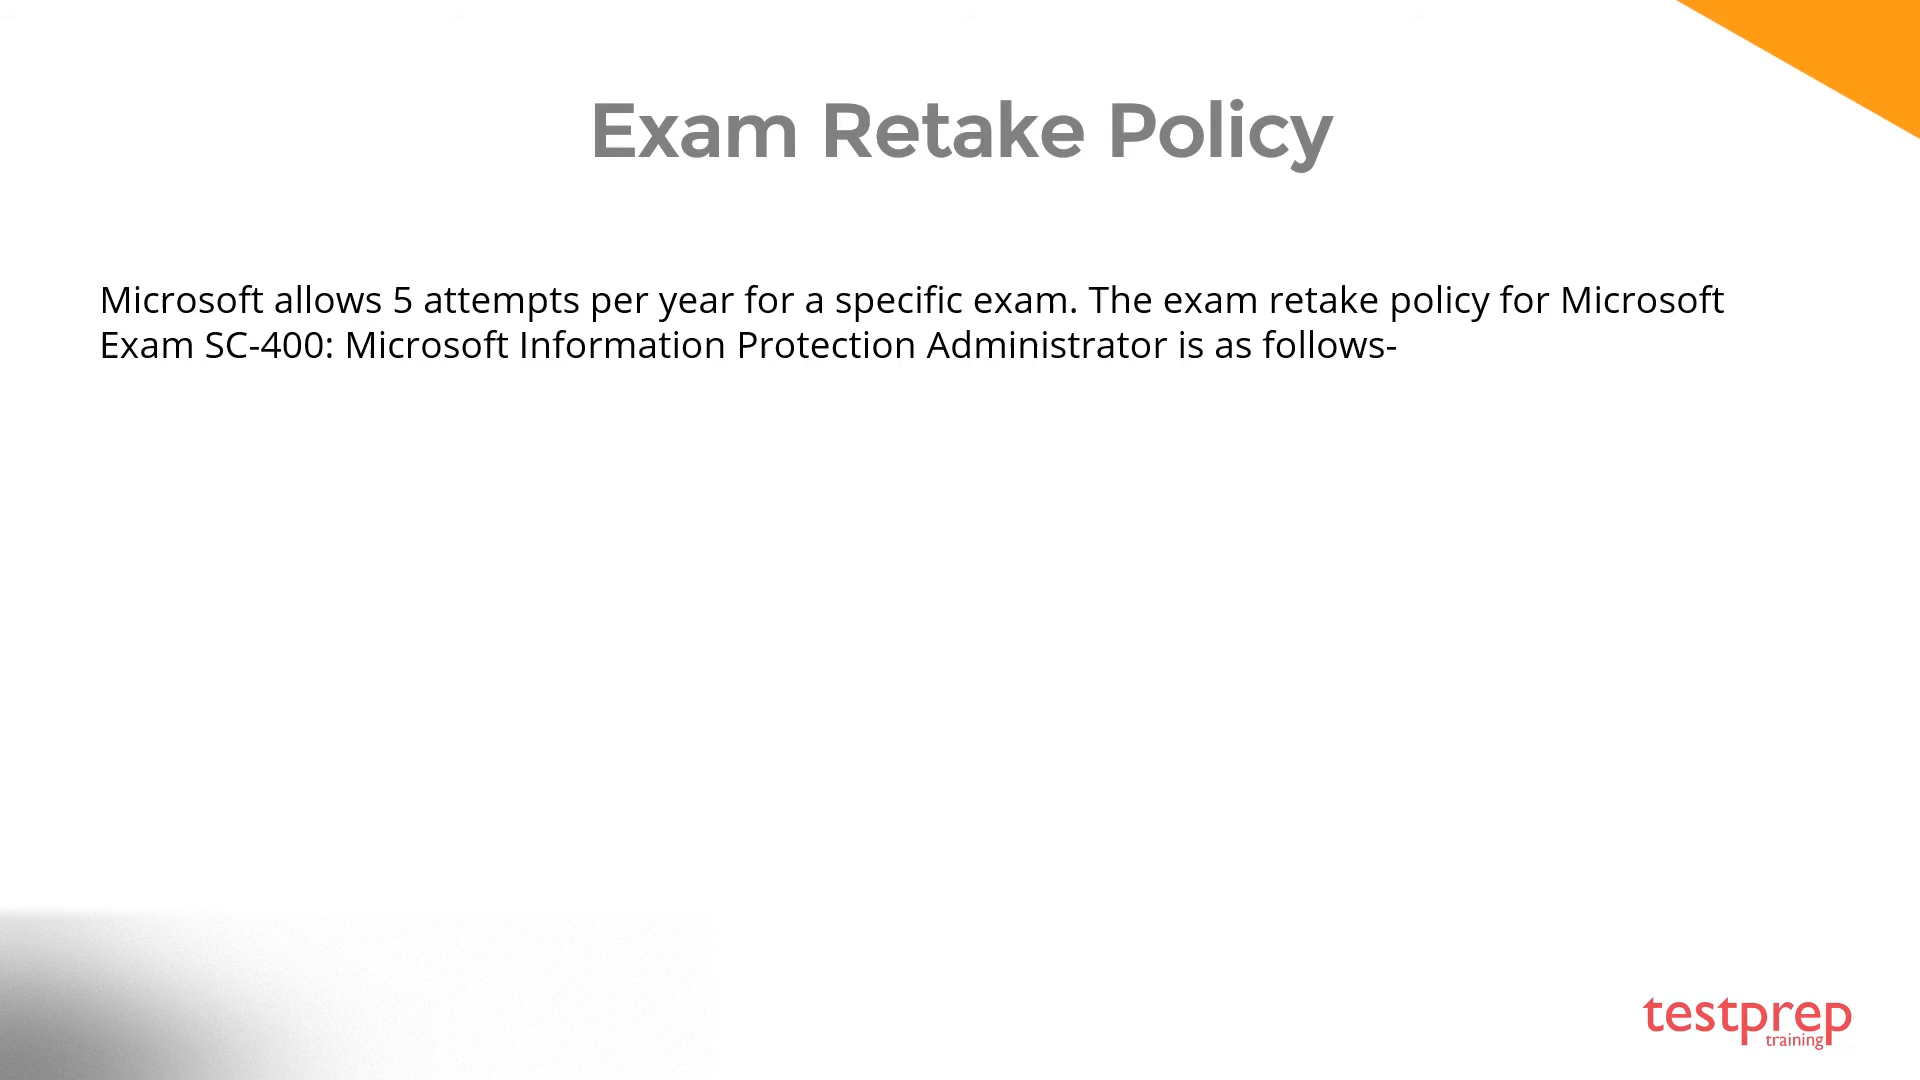 Exam Retake Policy
Microsoft allows 5 attempts per year for a specific exam. The exam retake policy for Microsoft
Exam SC-400: Microsoft Information Protection Administrator is as follows-
testprep
training